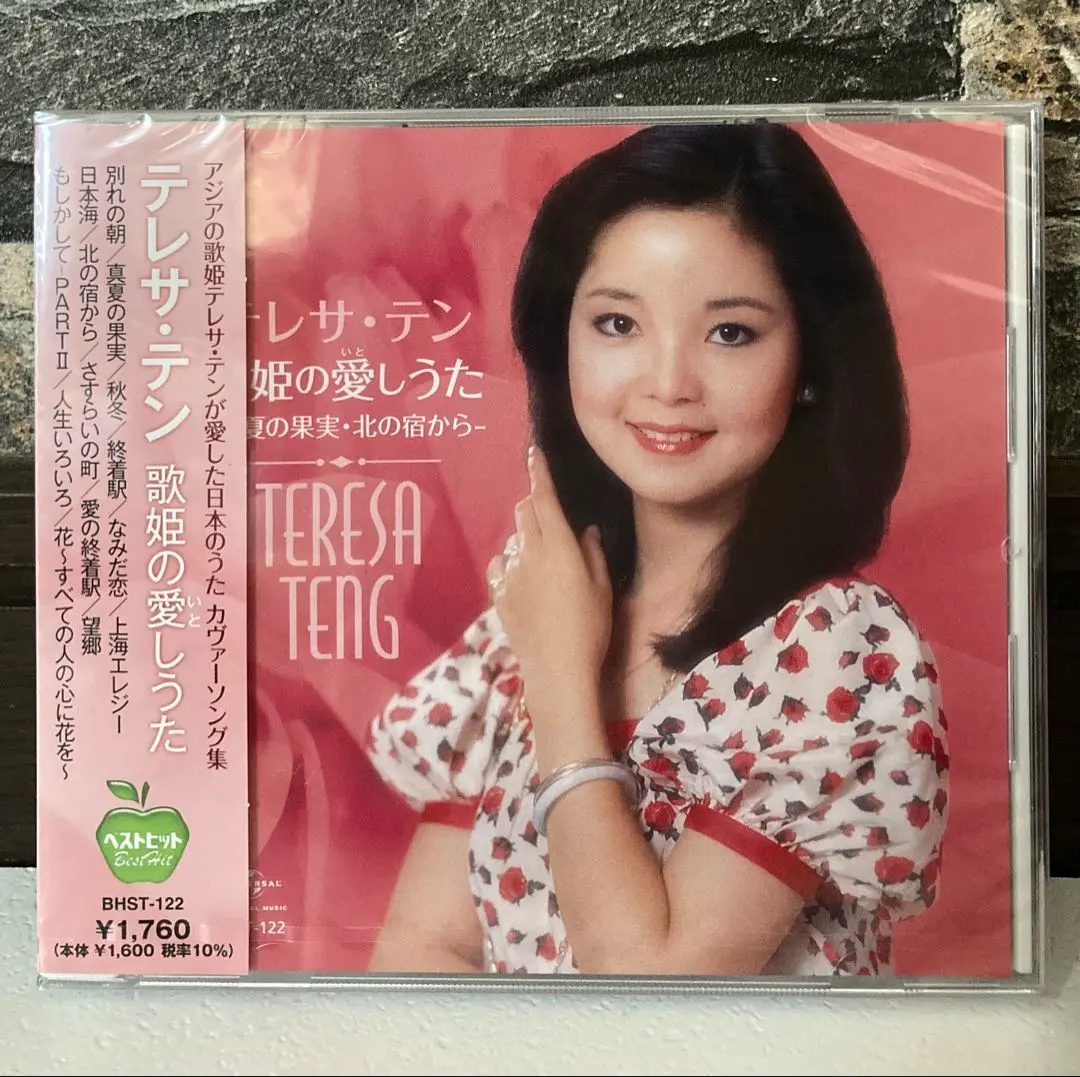 アジアの歌姫テレサ・テンが愛した日本のうた カヴァーソング集
テレサ・テン 歌姫の愛しうた
いと
別れの朝/真夏の果実/秋冬/終着駅/なみだ恋/上海エレジー
日本海/北の宿から/さすらいの町/愛の終着駅/望郷
もしかして-PARTⅡ/人生いろいろ/花~すべての人の心に花を~
ベストヒット
Best Hit
BHST-122
¥1,760
(本体 ¥1,600 税率10%)
レサ・テン
いと
姫の愛しうた
夏の果実・北の宿から-
TERESA
TENG
122